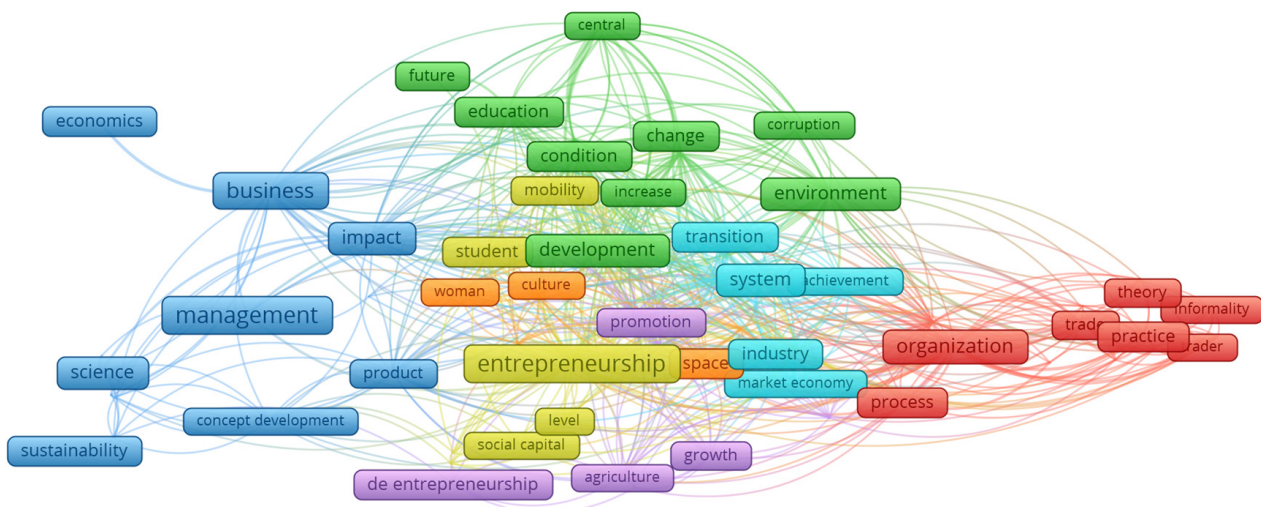 central
future
education
economics
change
corruption
condition
business
mobility
increase
environment
impact
transition
student
development
system
achievement
woman
culture
theory
informality
management
promotion
trade
practice
organization
trader
industry
entrepreneurship
space
science
product
market economy
process
concept development
level
social capital
sustainability
growth
agriculture
de entrepreneurship